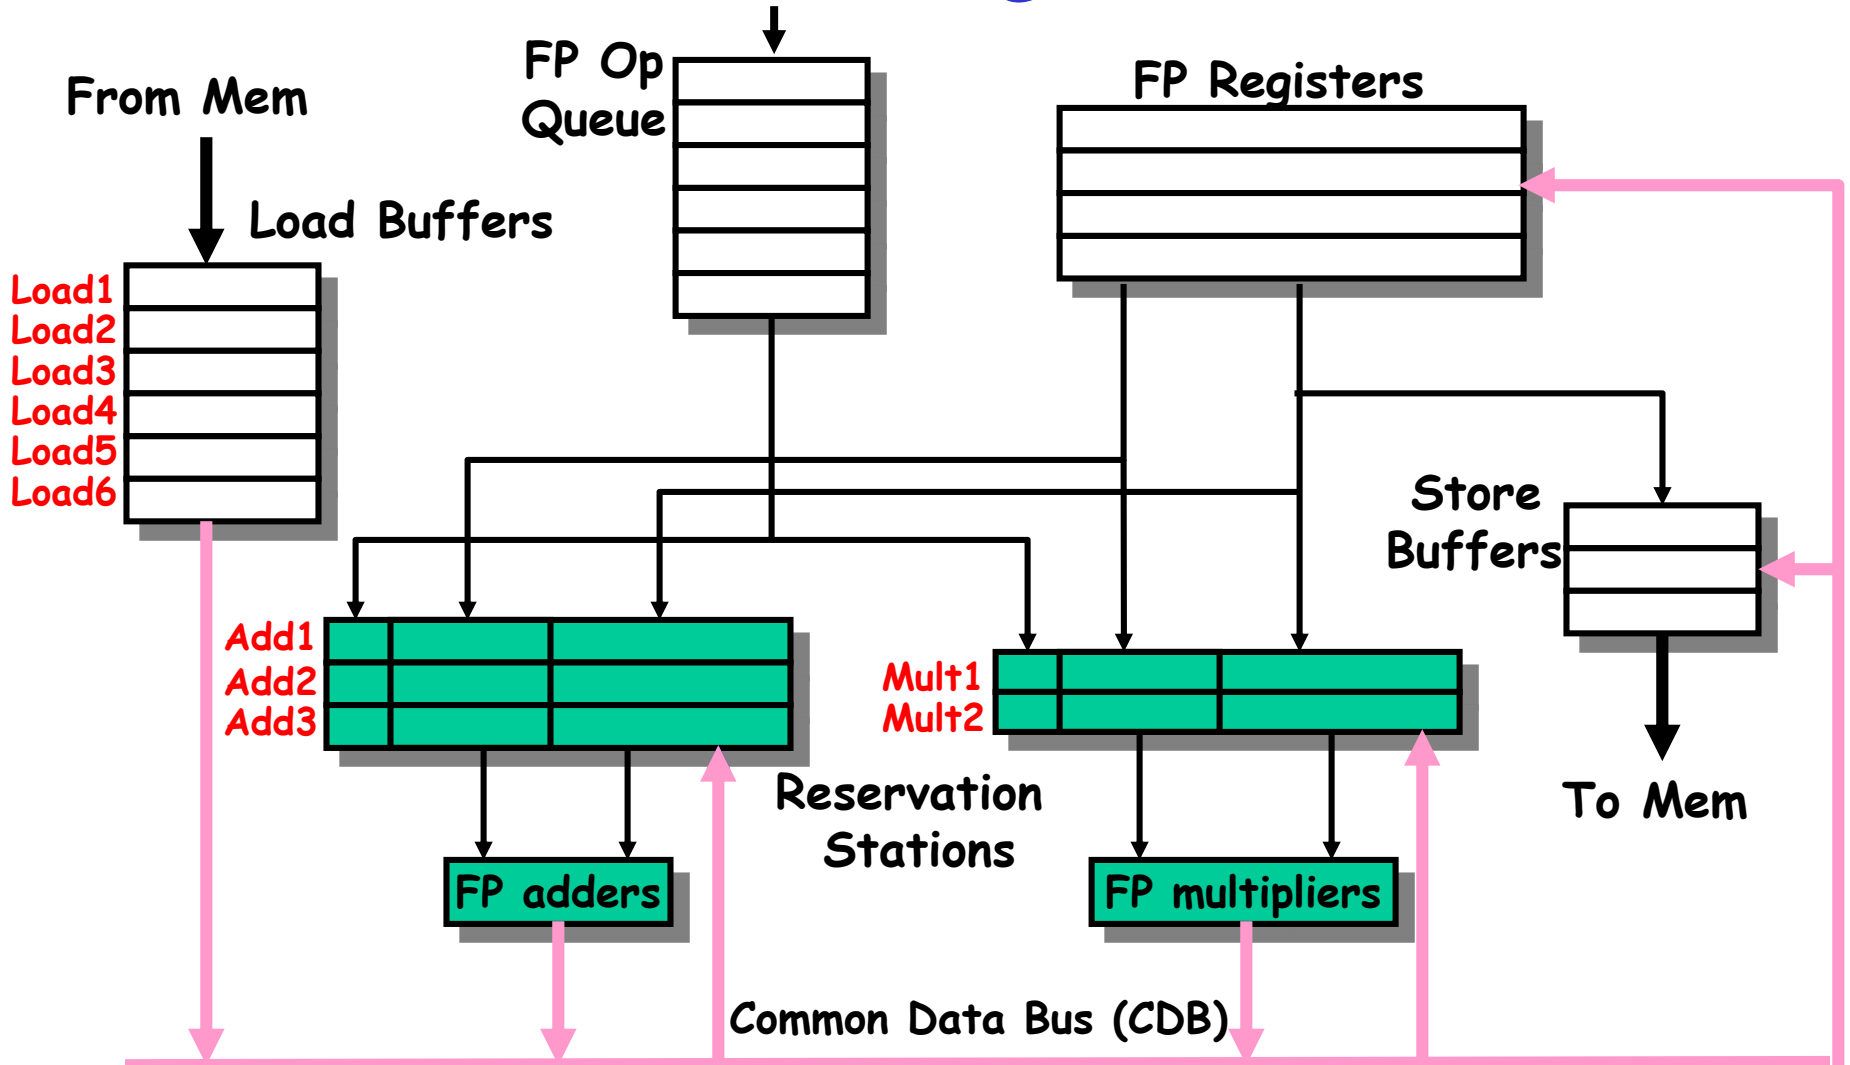 FP Op
Queue
From Mem
FP Registers
Load Buffers
Load1
Load2
Load3
Load4
Load5
Load6
Store
Buffers
Add1
Add2
Add3
Mult1
Mult2
Reservation
Stations
To Mem
FP adders
FP multipliers
Common Data Bus (CDB)